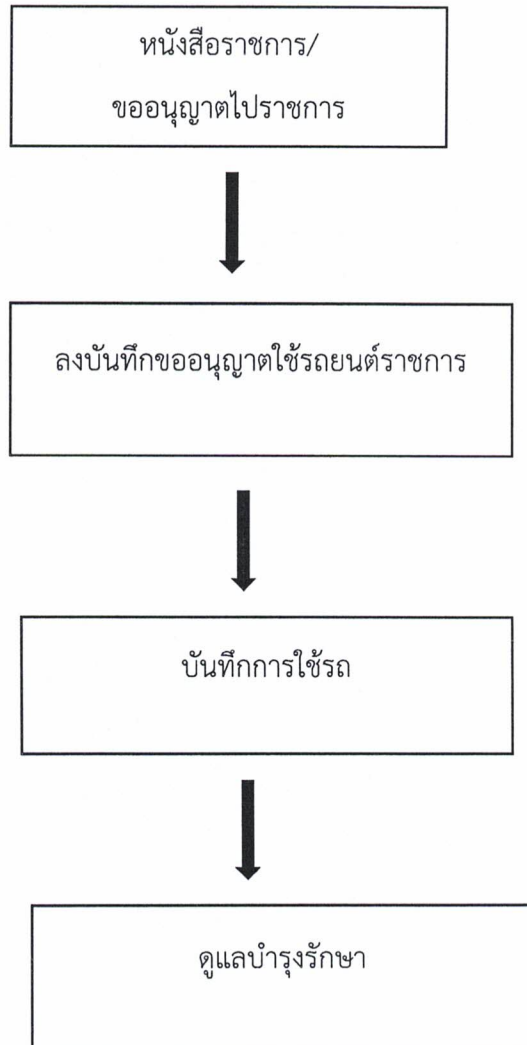 หนังสือราชการ/
ขออนุญาตไปราชการ
ลงบันทึกขออนุญาตใช้รถยนต์ราชการ
บันทึกการใช้รถ
ดูแลบำรุงรักษา